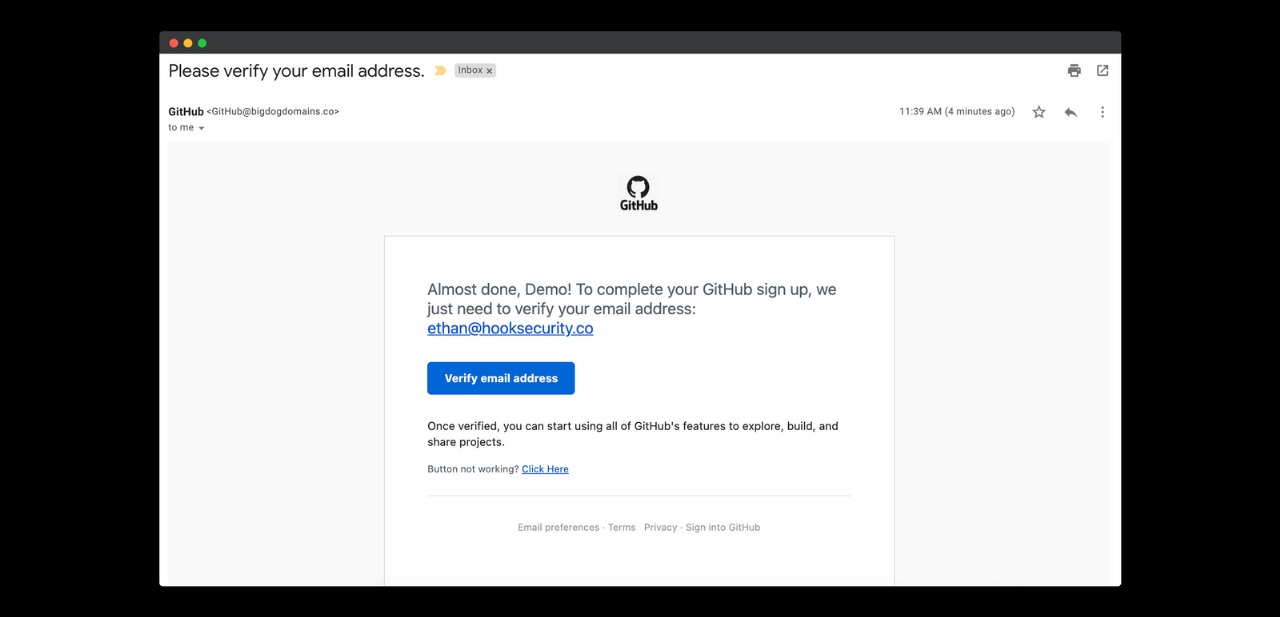 Please verify your email address.
Inbox x
GitHub <GitHub@bigdogdomains.co>
11:39 AM (4 minutes ago)
to me
GitHub
Almost done, Demo! To complete your GitHub sign up, we
just need to verify your email address:
ethan@hooksecurity.co
Verify email address
Once verified, you can start using all of GitHub's features to explore, build, and
share projects.
Button not working? Click Here
Email preferences · Terms Privacy · Sign into GitHub